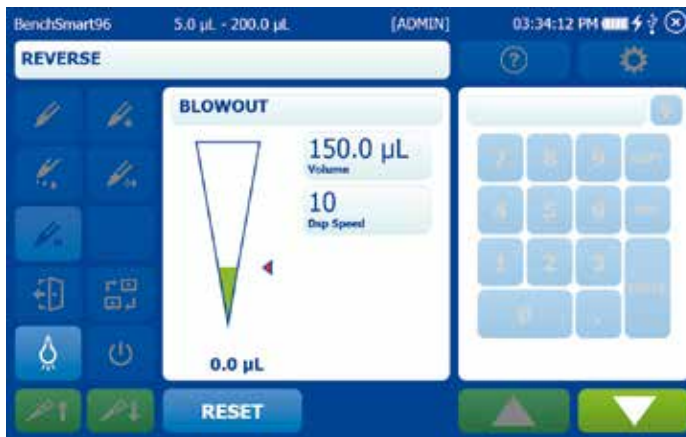 BenchSmart96 5.0 µL - 200.0 µL [ADMIN] 03:34:12 PM
REVERSE
?
BLOWOUT
150.0 µL
Volume
10
Dsp Speed
7 8 9
4 5 6
1 2 3
0 .
0.0 µL
RESET